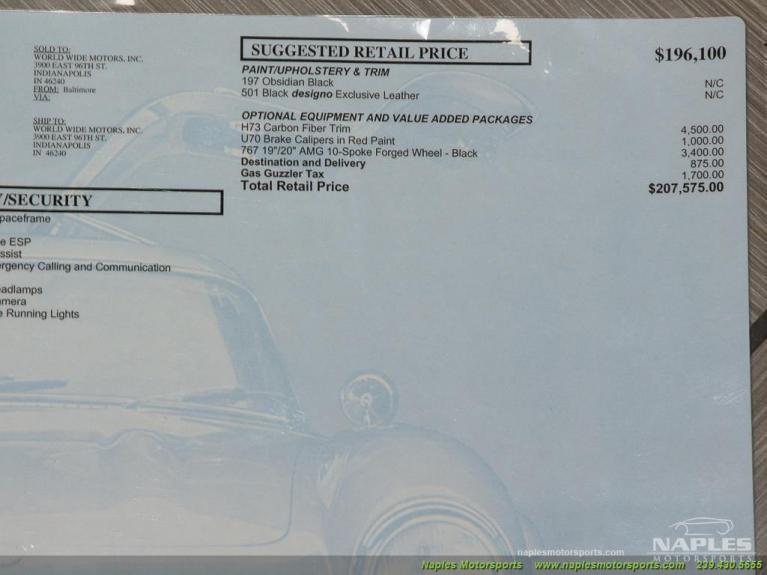 SOLD TO:
WORLD WIDE MOTORS, INC.
3900 EAST 96TH ST.
INDIANAPOLIS
IN 46240
FROM: Baltimore
VIA:
SHIP TO:
WORLD WIDE MOTORS, INC.
3900 EAST 96TH ST.
INDIANAPOLIS
IN 46240
Y/SECURITY
paceframe
e ESP
ssist
ergency Calling and Communication
eadlamps
amera
e Running Lights
SUGGESTED RETAIL PRICE $196,100
PAINT/UPHOLSTERY & TRIM
197 Obsidian Black N/C
501 Black designo Exclusive Leather N/C
OPTIONAL EQUIPMENT AND VALUE ADDED PACKAGES
H73 Carbon Fiber Trim 4,500.00
U70 Brake Calipers in Red Paint 1,000.00
767 19"/20" AMG 10-Spoke Forged Wheel - Black 3,400.00
Destination and Delivery 875.00
Gas Guzzler Tax 1,700.00
Total Retail Price $207,575.00
NAPLES
MOTORSPORTS
naplesmotorsports.com
Naples Motorsports www.naplesmotorsports.com 239.430.5655